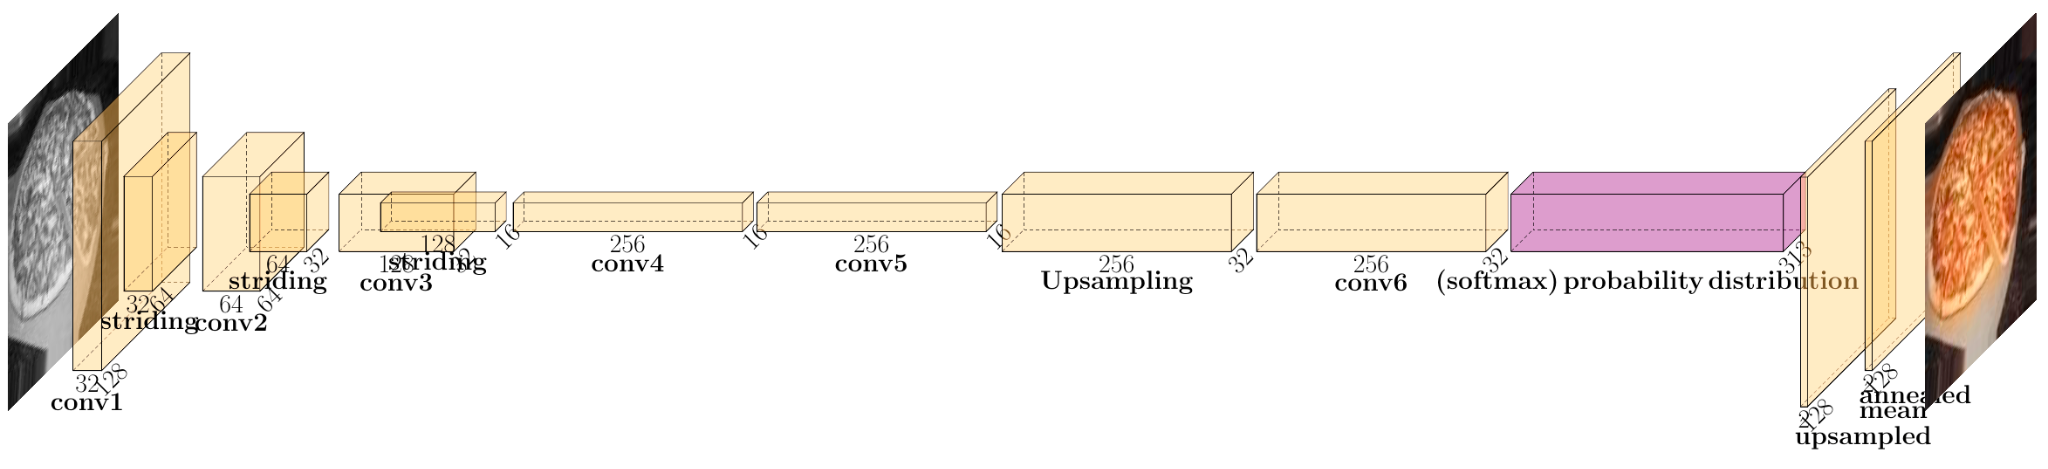 32
128
conv1
32
64
striding
64
64
conv2
64
32
striding
128
32
conv3
128
16
striding
256
16
conv4
256
16
conv5
256
32
Upsampling
256
32
conv6
313
(softmax) probability distribution
2
128
upsampled
2
128
annealed
mean